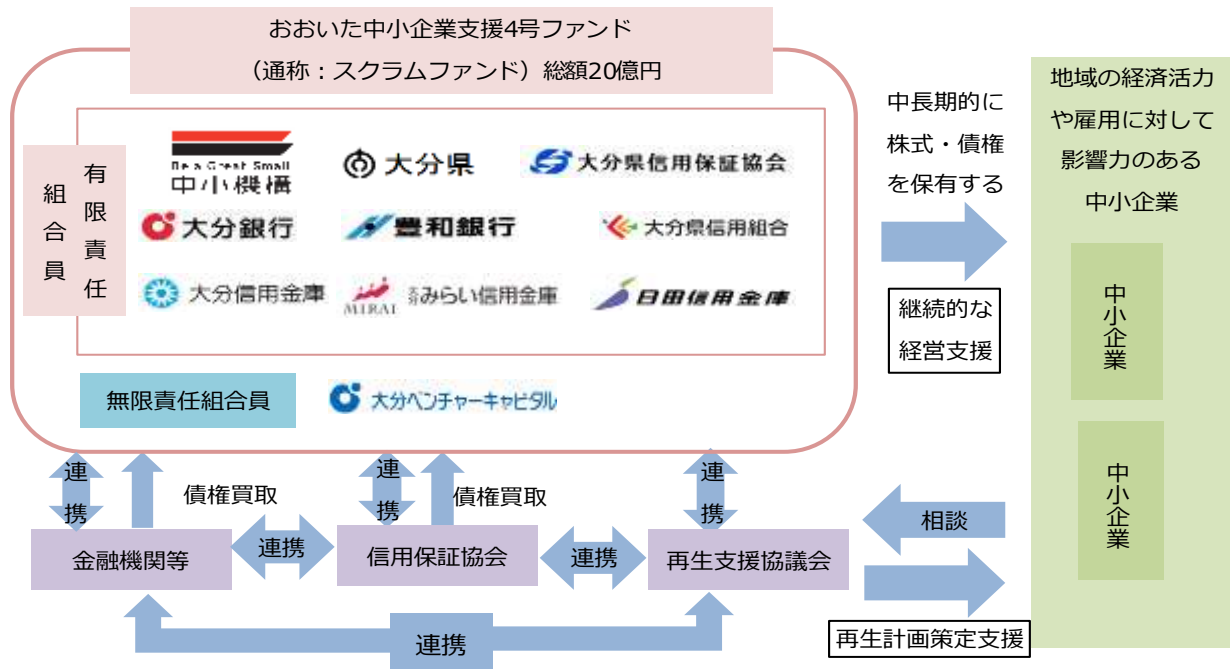 おおいた中小企業支援4号ファンド
（通称：スクラムファンド）総額20億円
有限責任
組合員
Be a Great Small
中小機構
大分県
大分県信用保証協会
大分銀行
豊和銀行
大分県信用組合
大分信用金庫
MIRAI
みらい信用金庫
日田信用金庫
無限責任組合員
大分ベンチャーキャピタル
中長期的に
株式・債権
を保有する
継続的な
経営支援
地域の経済活力
や雇用に対して
影響力のある
中小企業
中小企業
中小企業
連携
債権買取
連携
債権買取
連携
金融機関等
連携
信用保証協会
連携
再生支援協議会
連携
相談
再生計画策定支援